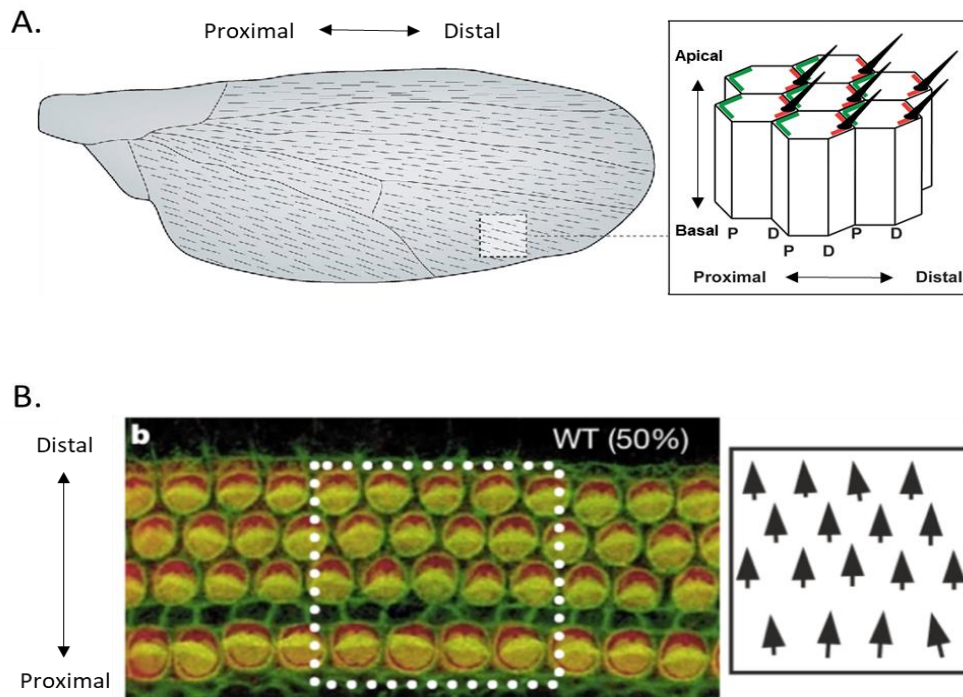 A.
Proximal Distal
Apical
Basal
P D P D
P D
Proximal Distal
B.
Distal
Proximal
b
WT (50%)